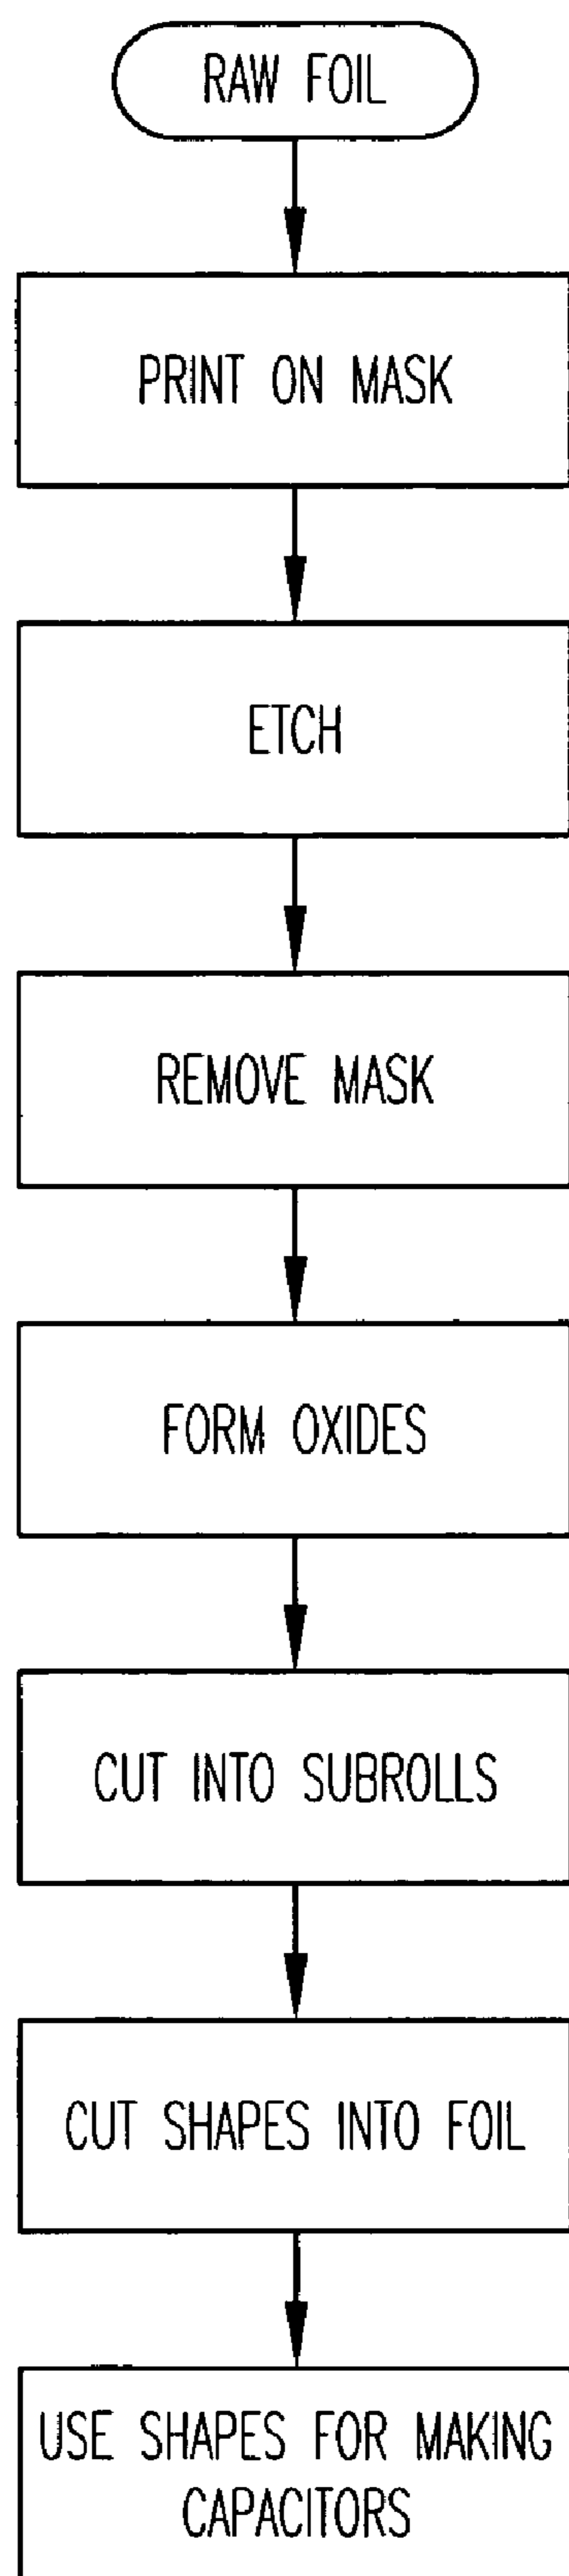 RAW FOIL
PRINT ON MASK
ETCH
REMOVE MASK
FORM OXIDES
CUT INTO SUBROLLS
CUT SHAPES INTO FOIL
USE SHAPES FOR MAKING
CAPACITORS